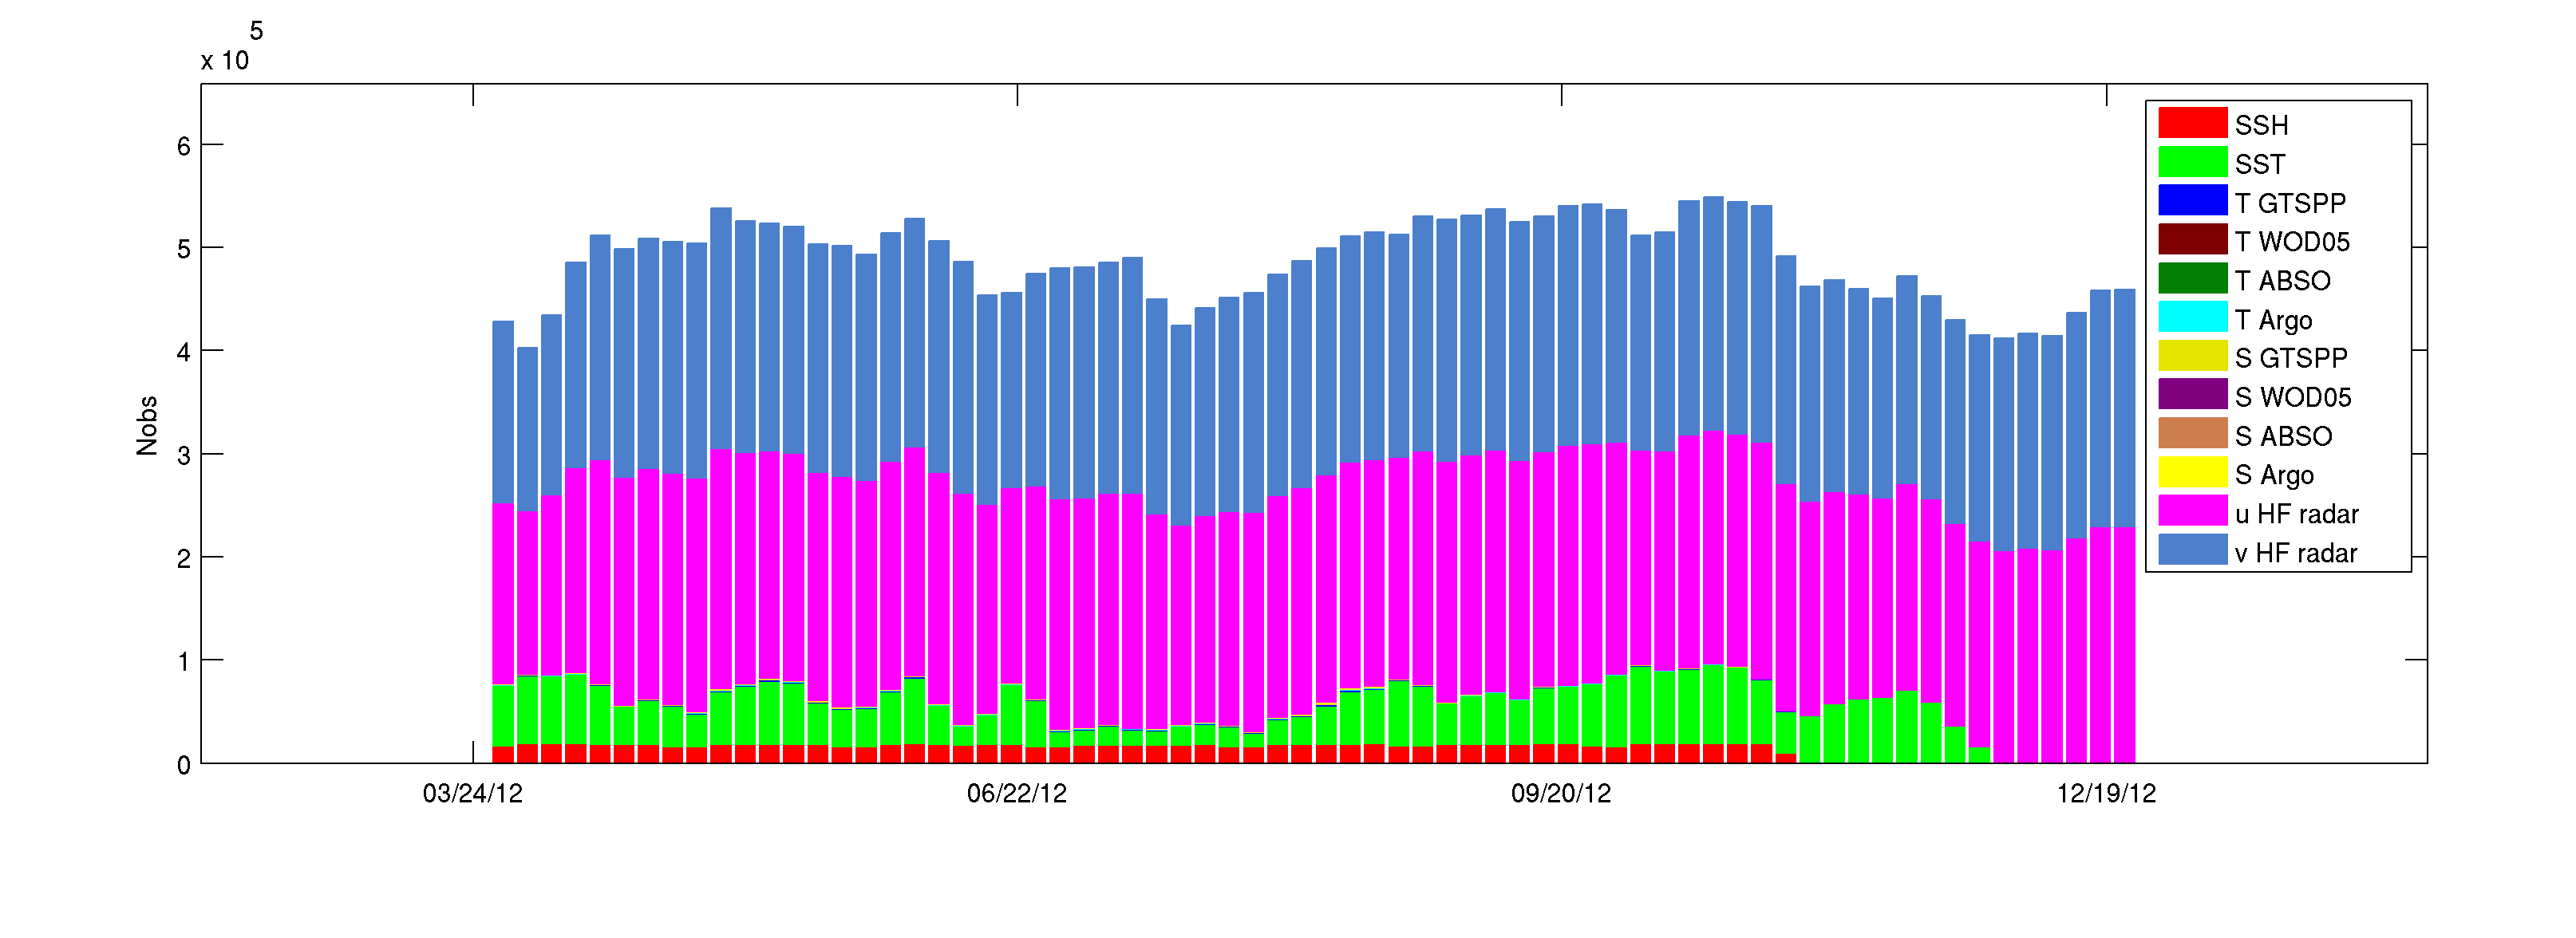 5
x 10
6
5
4
3
2
1
0
Nobs
03/24/12
06/22/12
09/20/12
12/19/12
SSH
SST
T GTSPP
T WOD05
T ABSO
T Argo
S GTSPP
S WOD05
S ABSO
S Argo
u HF radar
v HF radar